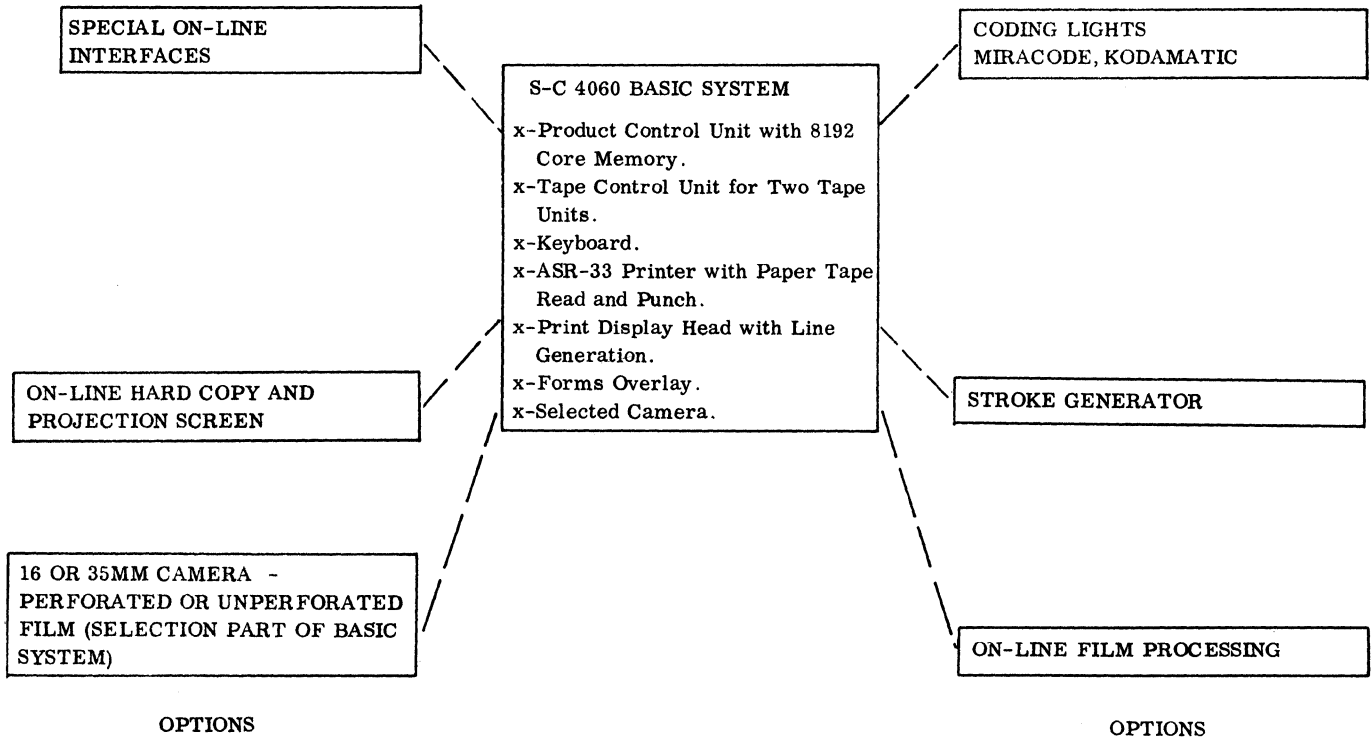 SPECIAL ON-LINE
INTERFACES
CODING LIGHTS
MIRACODE, KODAMATIC
S-C 4060 BASIC SYSTEM
x-Product Control Unit with 8192
Core Memory.
x-Tape Control Unit for Two Tape
Units.
x-Keyboard.
x-ASR-33 Printer with Paper Tape
Read and Punch.
x-Print Display Head with Line
Generation.
x-Forms Overlay.
x-Selected Camera.
ON-LINE HARD COPY AND
PROJECTION SCREEN
STROKE GENERATOR
16 OR 35MM CAMERA -
PERFORATED OR UNPERFORATED
FILM (SELECTION PART OF BASIC
SYSTEM)
ON-LINE FILM PROCESSING
OPTIONS
OPTIONS